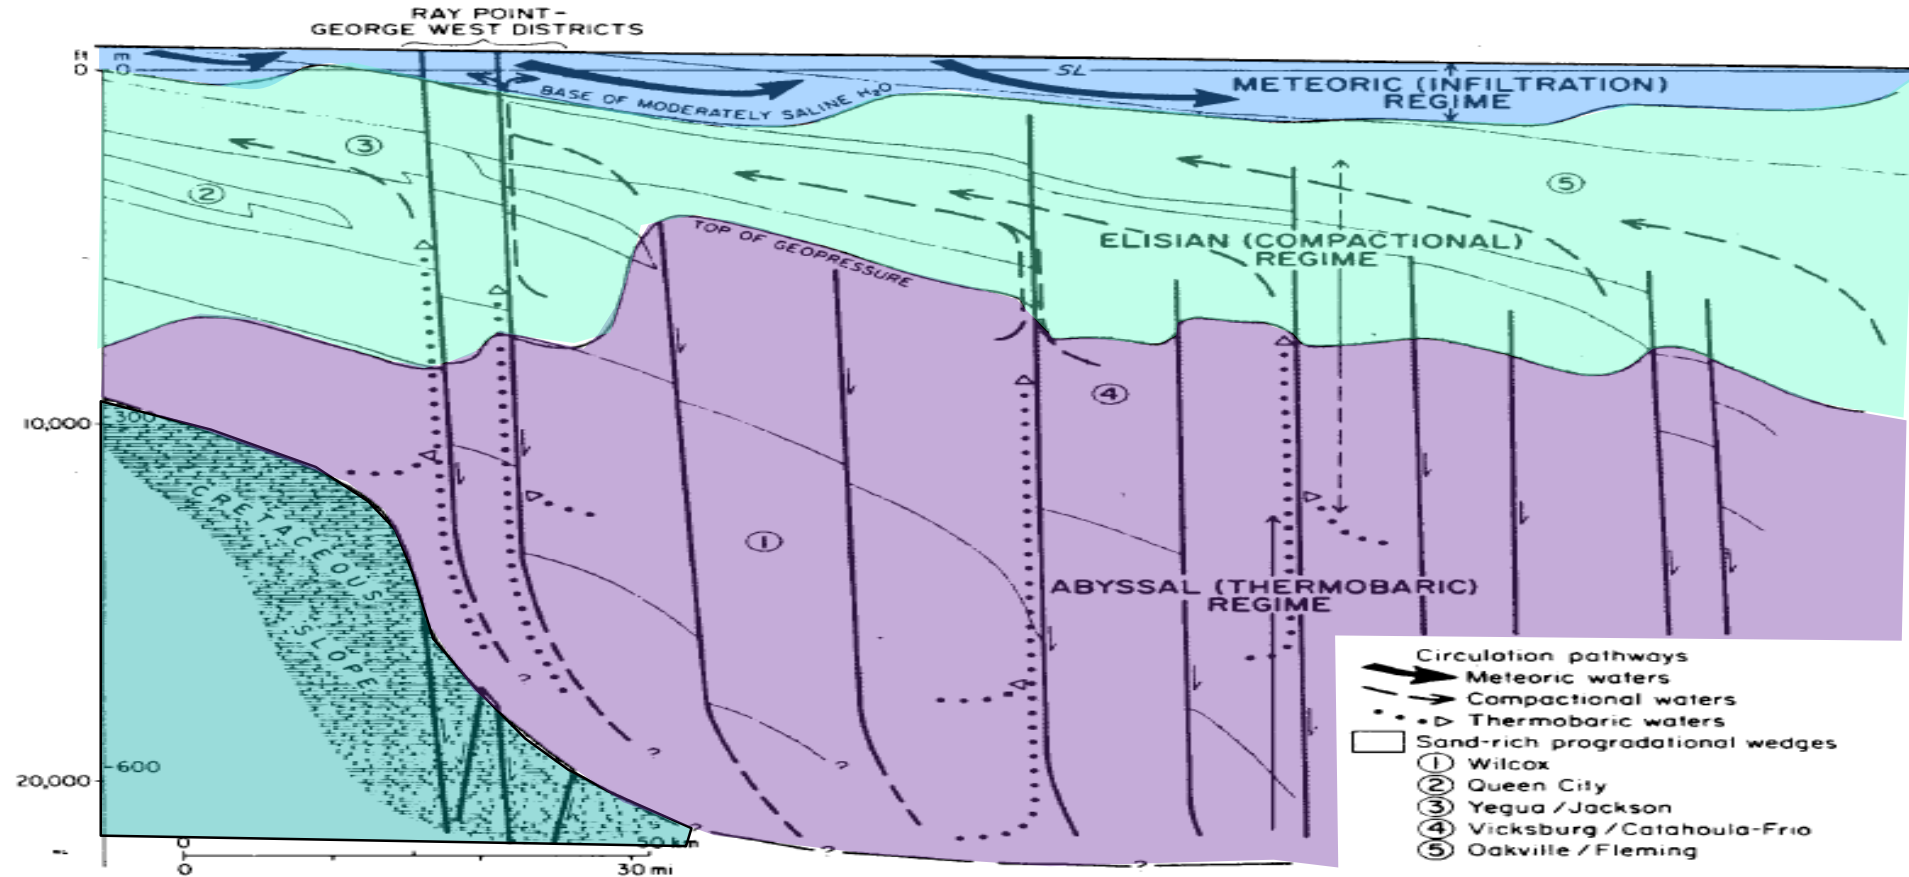 RAY POINT-
GEORGE WEST DISTRICTS
ft
m
0
0
SL
METEORIC (INFILTRATION)
REGIME
BASE OF MODERATELY SALINE H₂O
③
②
⑤
TOP OF GEOPRESSURE
ELISIAN (COMPACTIONAL)
REGIME
④
10,000
300
CRETACEOUS
SLOPE
①
ABYSSAL (THERMOBARIC)
REGIME
?
?
?
20,000
600
?
?
?
0
50 km
0
30 mi
Circulation pathways
Meteoric waters
Compactional waters
Thermobaric waters
Sand-rich progradational wedges
① Wilcox
② Queen City
③ Yegua/Jackson
④ Vicksburg/Catahoula-Frio
⑤ Oakville/Fleming